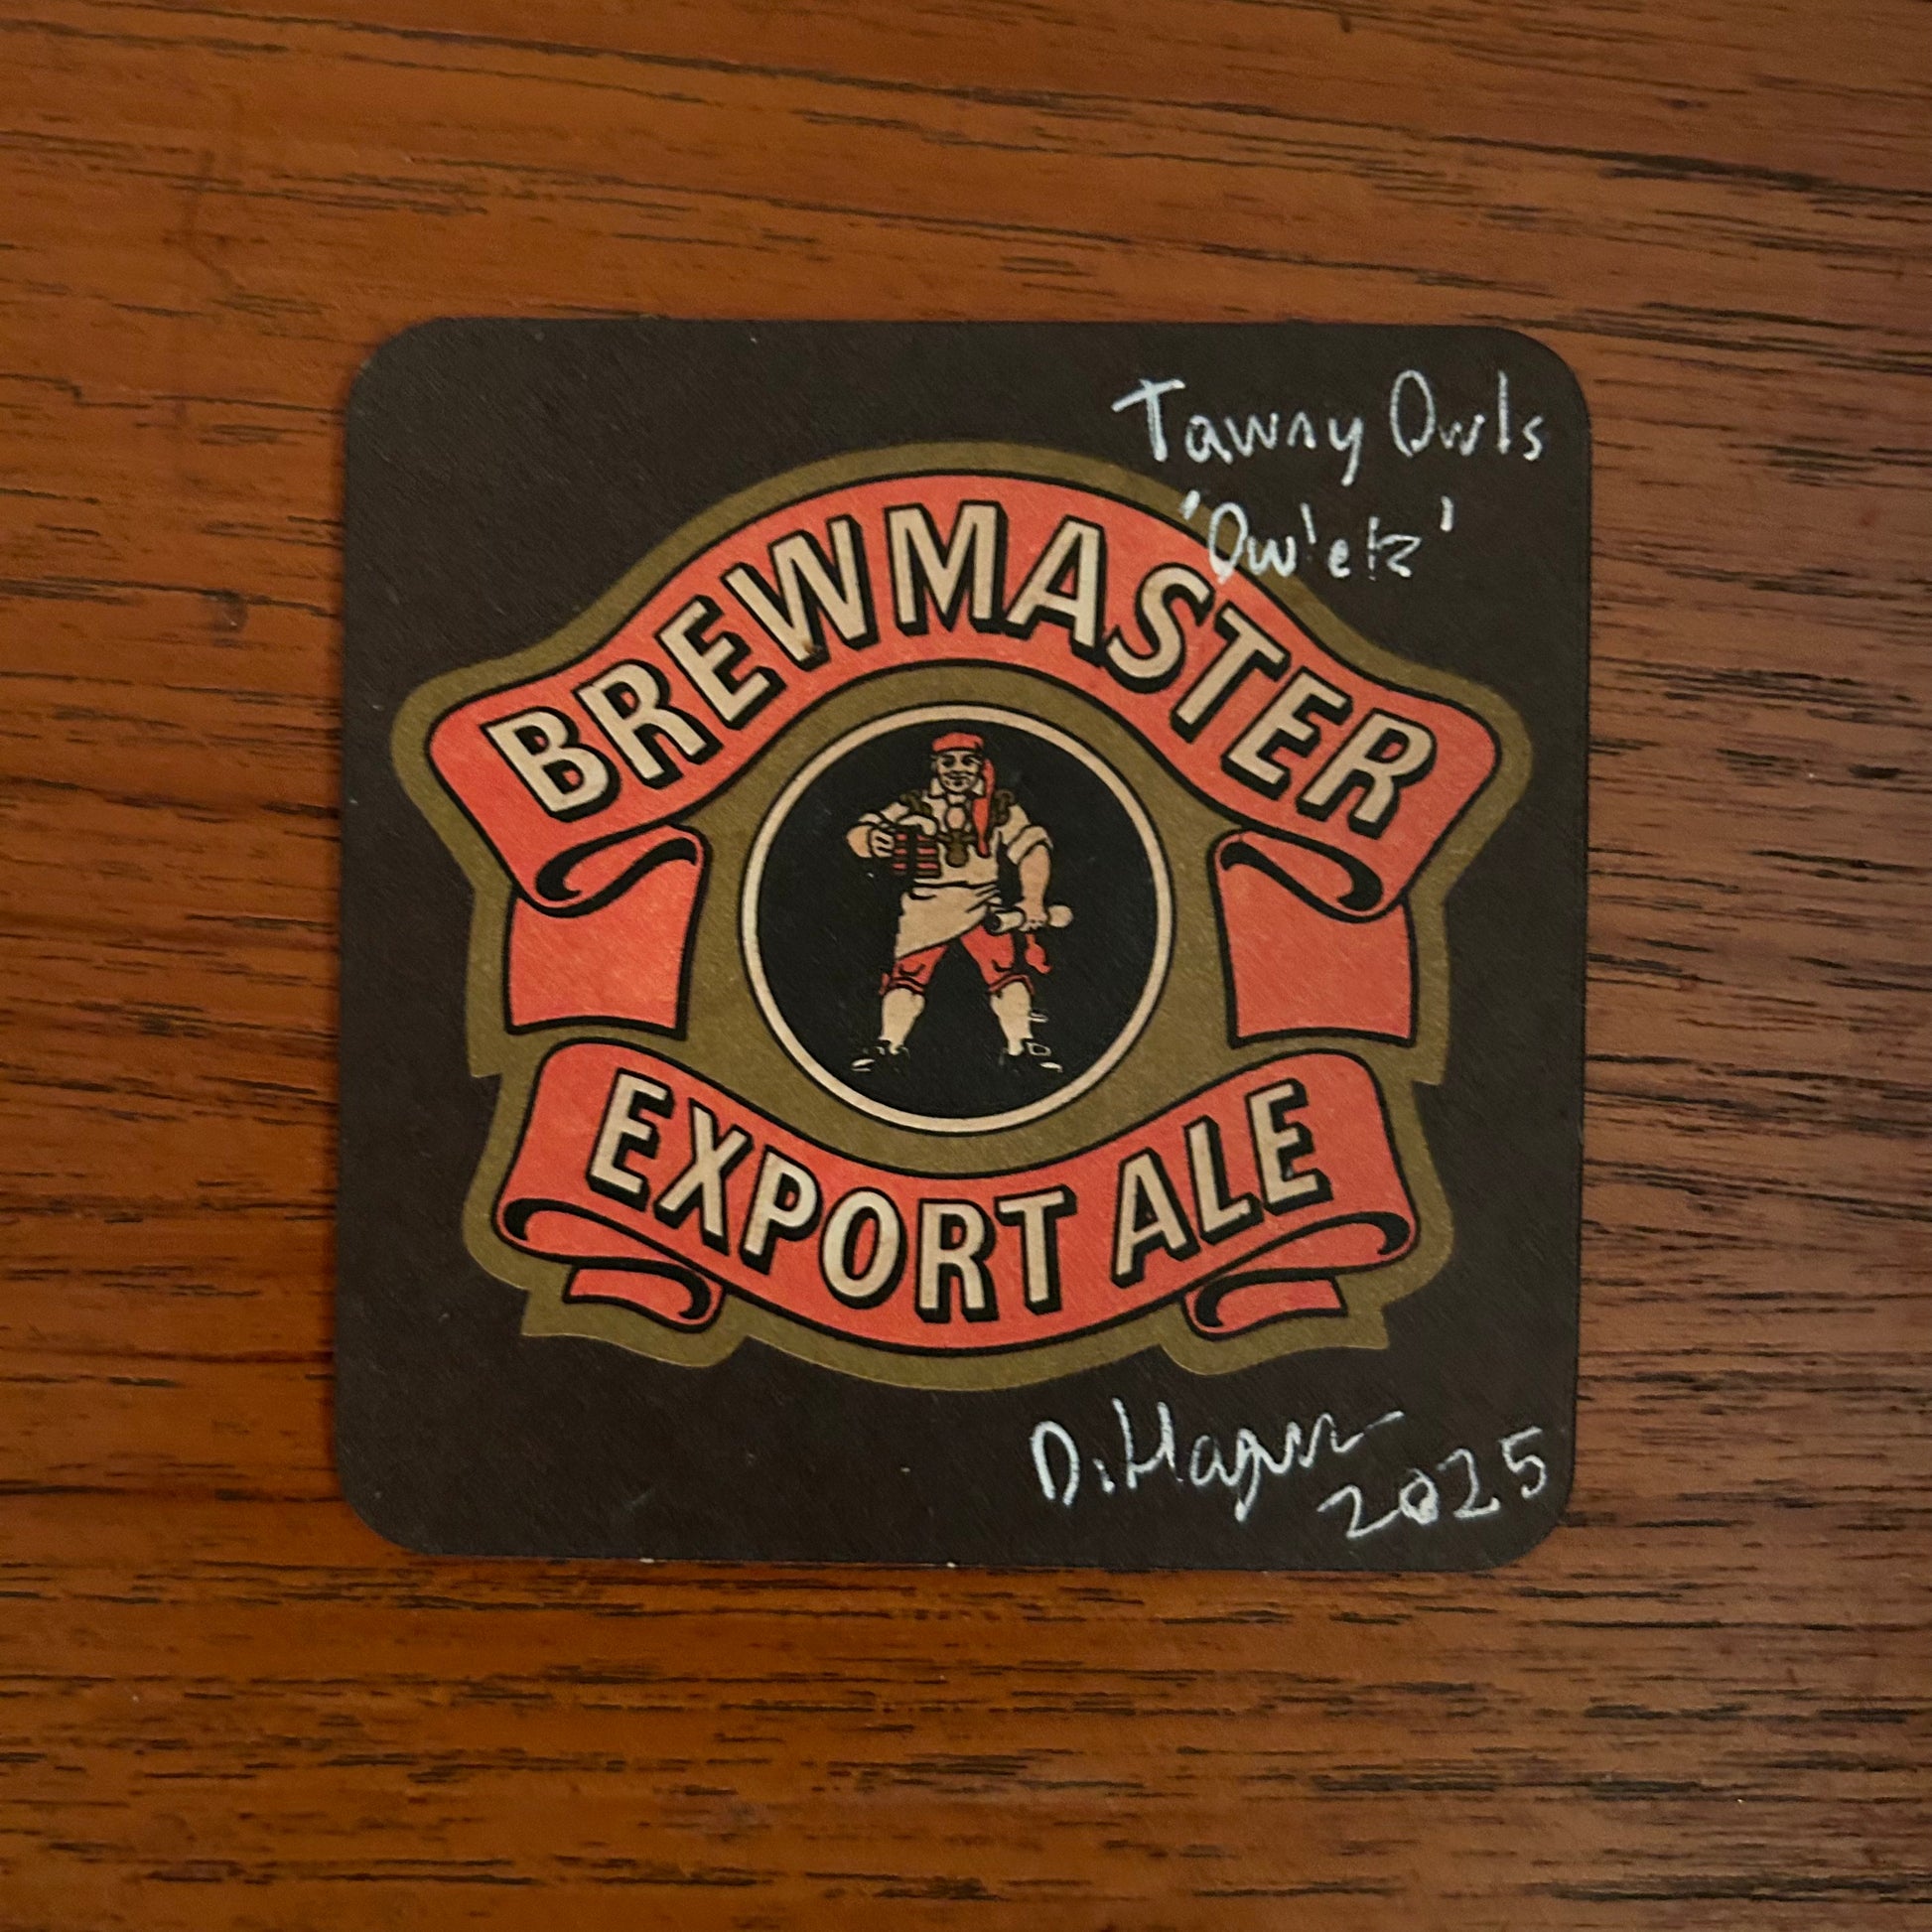 Tawny Owls
'Owlets'
BREWMASTER
EXPORT ALE
2025